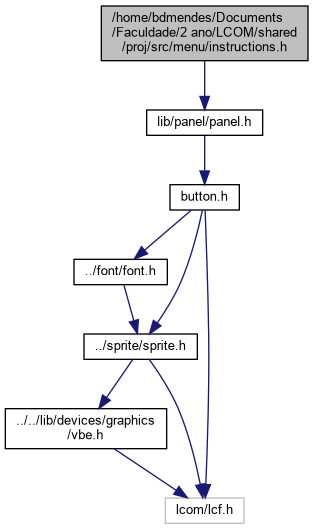 /home/bdmendes/Documents
/Faculdade/2 ano/LCOM/shared
/proj/src/menu/instructions.h
lib/panel/panel.h
button.h
../font/font.h
../sprite/sprite.h
../../lib/devices/graphics
/vbe.h
lcom/lcf.h